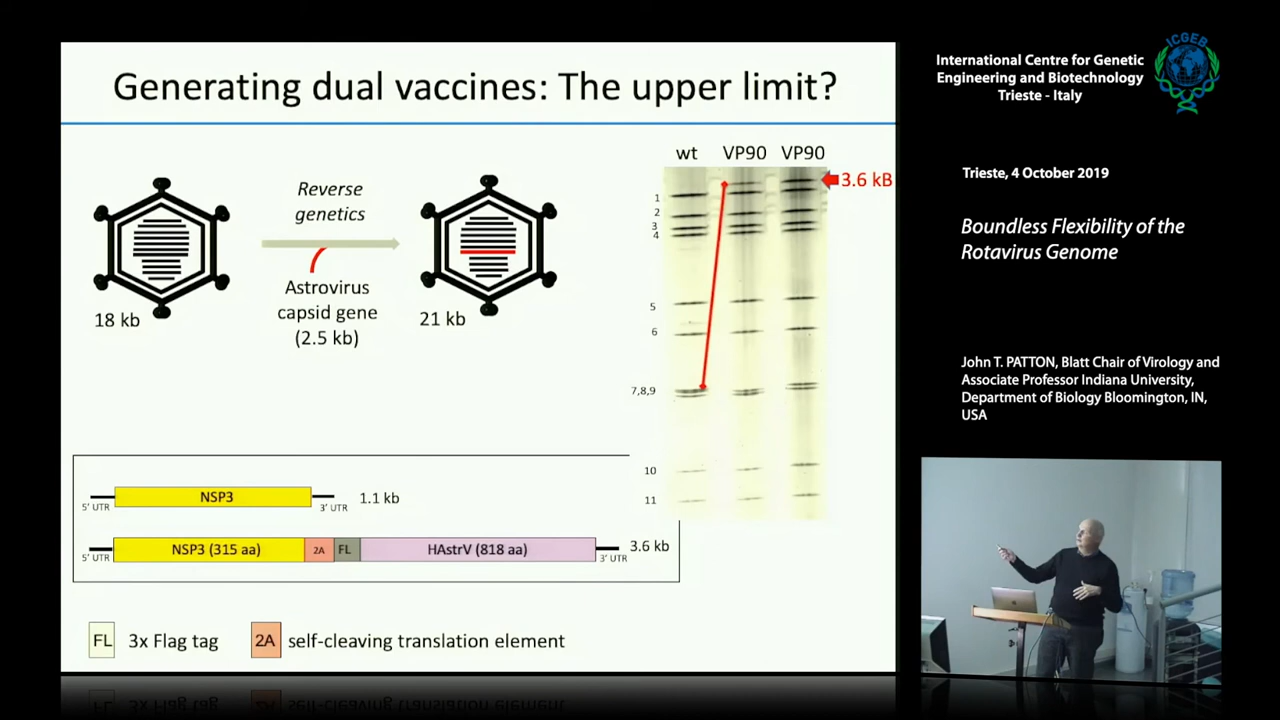 Generating dual vaccines: The upper limit?
Reverse
genetics
18 kb
Astrovirus
capsid gene
(2.5 kb)
21 kb
wt VP90 VP90
3.6 kB
1
2
3
4
5
6
7,8,9
10
11
NSP3
5' UTR
3' UTR
1.1 kb
NSP3 (315 aa) 2A FL HAstrV (818 aa)
5' UTR
3' UTR
3.6 kb
FL 3x Flag tag 2A self-cleaving translation element
International Centre for Genetic
Engineering and Biotechnology
Trieste - Italy
ICGEB
Trieste, 4 October 2019
Boundless Flexibility of the
Rotavirus Genome
John T. PATTON, Blatt Chair of Virology and
Associate Professor Indiana University,
Department of Biology Bloomington, IN,
USA